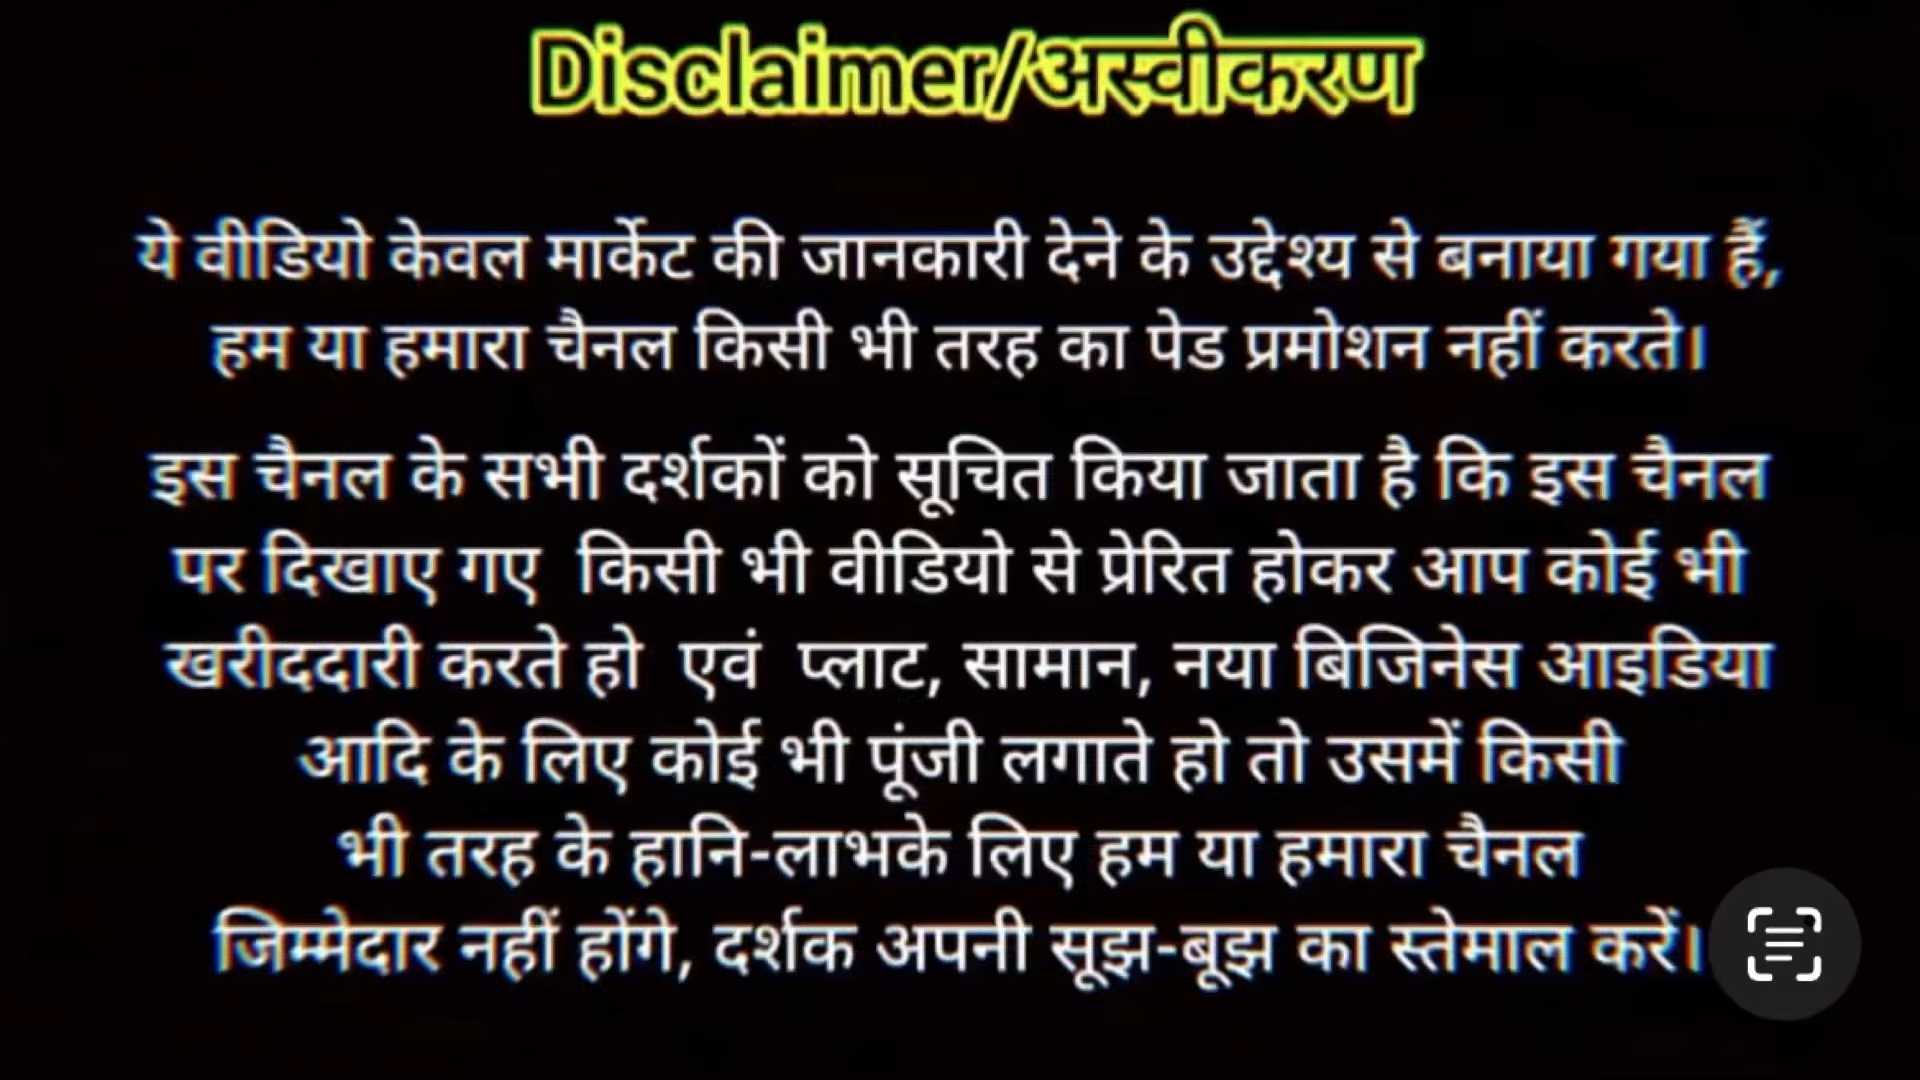 Disclaimer/अस्वीकरण
ये वीडियो केवल मार्केट की जानकारी देने के उद्देश्य से बनाया गया हैं,
हम या हमारा चैनल किसी भी तरह का पेड प्रमोशन नहीं करते।
इस चैनल के सभी दर्शकों को सूचित किया जाता है कि इस चैनल
पर दिखाए गए किसी भी वीडियो से प्रेरित होकर आप कोई भी
खरीददारी करते हो एवं प्लाट, सामान, नया बिजिनेस आइडिया
आदि के लिए कोई भी पूंजी लगाते हो तो उसमें किसी
भी तरह के हानि-लाभके लिए हम या हमारा चैनल
जिम्मेदार नहीं होंगे, दर्शक अपनी सूझ-बूझ का स्तेमाल करें।